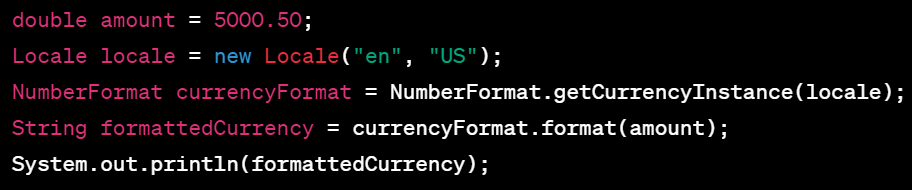 double amount = 5000.50;
Locale locale = new Locale("en", "US");
NumberFormat currencyFormat = NumberFormat.getCurrencyInstance(locale);
String formattedCurrency = currencyFormat.format(amount);
System.out.println(formattedCurrency);